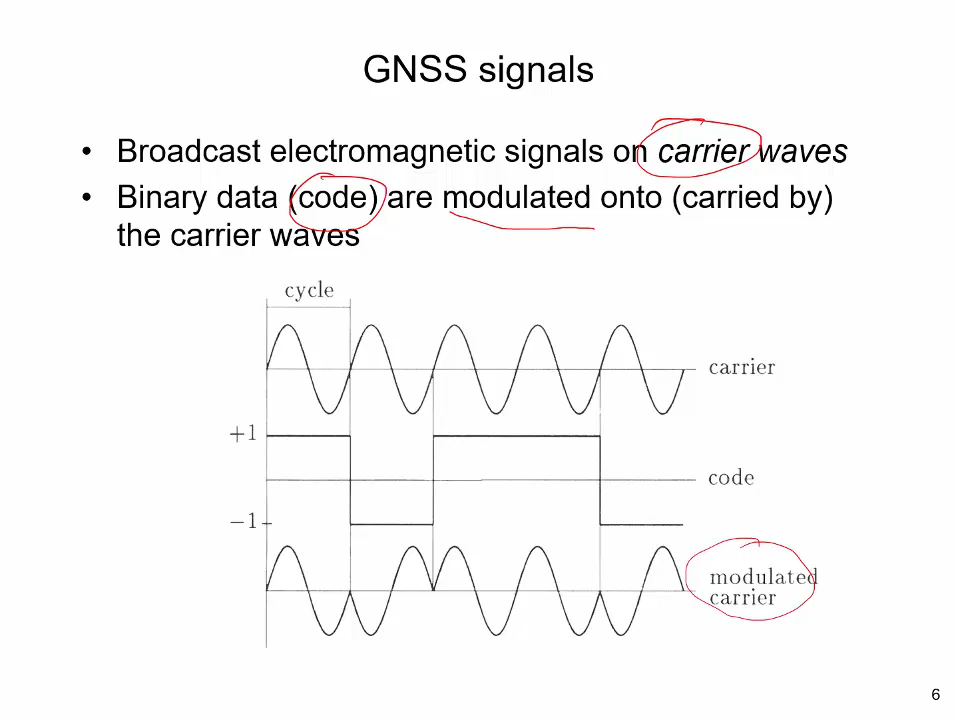 GNSS signals
• Broadcast electromagnetic signals on carrier waves
• Binary data (code) are modulated onto (carried by)
the carrier waves
cycle
carrier
+1
code
−1
modulated
carrier
6